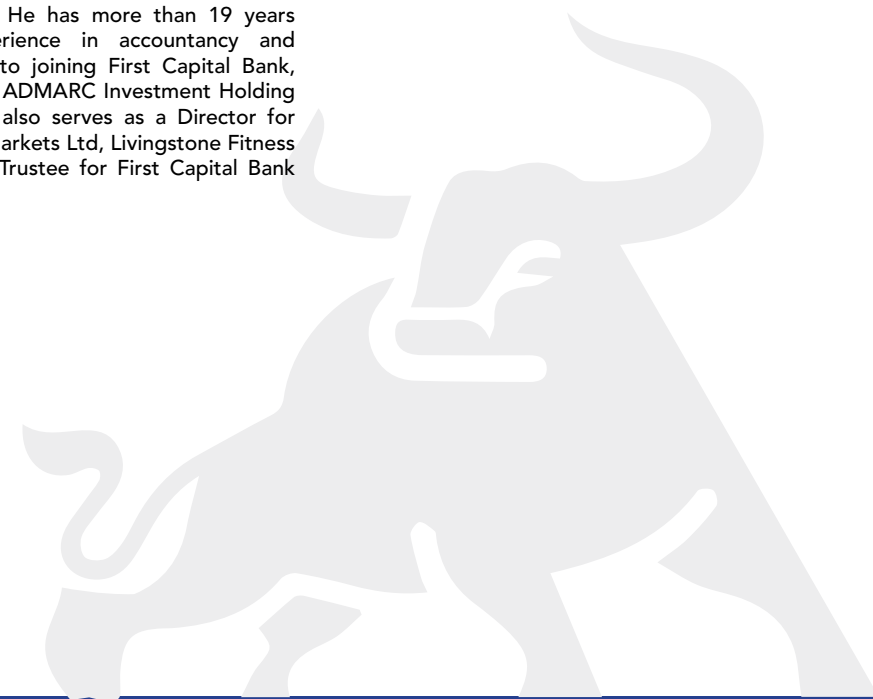 He has more than 19 years
erience in accountancy and
to joining First Capital Bank,
ADMARC Investment Holding
also serves as a Director for
arkets Ltd, Livingstone Fitness
Trustee for First Capital Bank